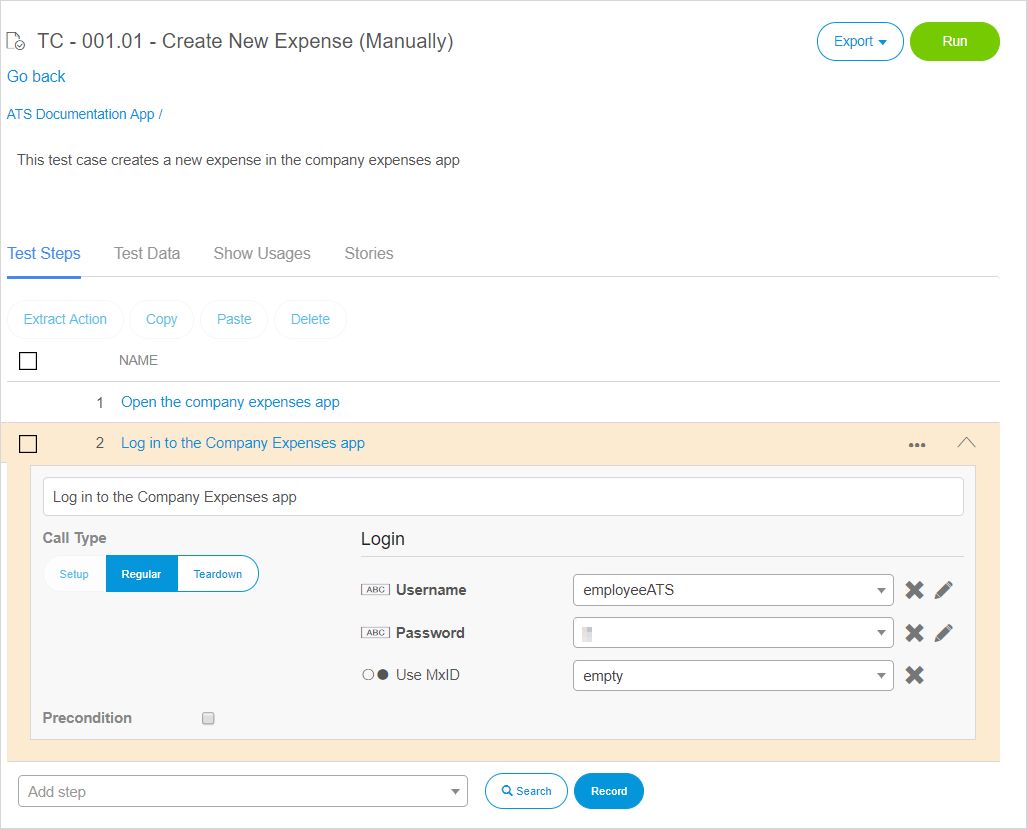 TC - 001.01 - Create New Expense (Manually)
Export
Run
Go back
ATS Documentation App /
This test case creates a new expense in the company expenses app
Test Steps
Test Data
Show Usages
Stories
Extract Action
Copy
Paste
Delete
NAME
1 Open the company expenses app
2 Log in to the Company Expenses app
Log in to the Company Expenses app
Call Type
Login
Setup
Regular
Teardown
ABC Username
employeeATS
ABC Password
Use MxID
empty
Precondition
Add step
Search
Record